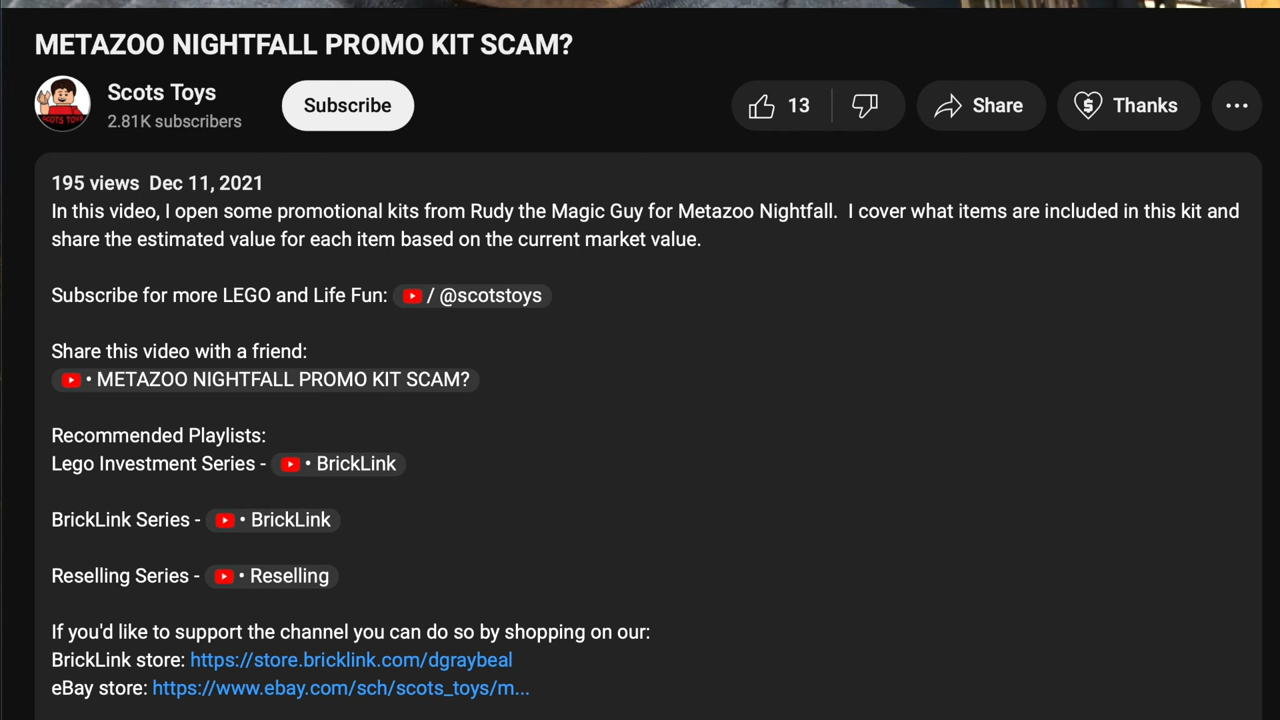 METAZOO NIGHTFALL PROMO KIT SCAM?
Scots Toys
2.81K subscribers
Subscribe
13
Share
Thanks
195 views  Dec 11, 2021
In this video, I open some promotional kits from Rudy the Magic Guy for Metazoo Nightfall.  I cover what items are included in this kit and
share the estimated value for each item based on the current market value.
Subscribe for more LEGO and Life Fun: / @scotstoys
Share this video with a friend:
• METAZOO NIGHTFALL PROMO KIT SCAM?
Recommended Playlists:
Lego Investment Series - • BrickLink
BrickLink Series - • BrickLink
Reselling Series - • Reselling
If you'd like to support the channel you can do so by shopping on our:
BrickLink store: https://store.bricklink.com/dgraybeal
eBay store: https://www.ebay.com/sch/scots_toys/m...
SCOTS TOYS